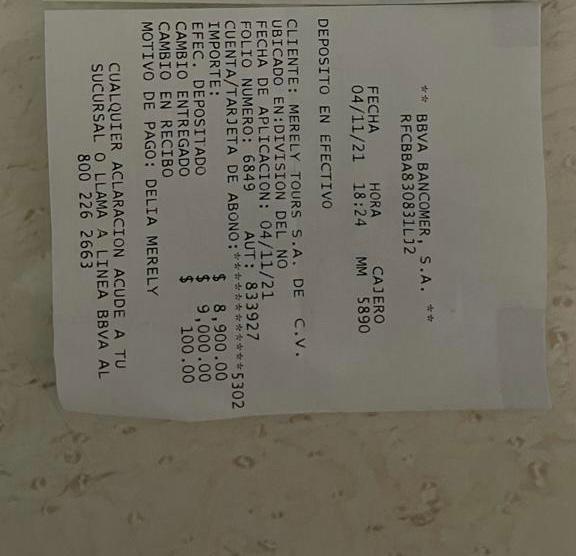 ** BBVA BANCOMER, S.A. **
RFCBBA830831LJ2
FECHA HORA CAJERO
04/11/21 18:24 MM 5890
DEPOSITO EN EFECTIVO
CLIENTE: MERELY TOURS S.A. DE C.V.
UBICADO EN:DIVISION DEL NO
FECHA DE APLICACION: 04/11/21
FOLIO NUMERO: 6849 AUT: 833927
CUENTA/TARJETA DE ABONO:************5302
IMPORTE: $ 8,900.00
EFEC. DEPOSITADO $ 9,000.00
CAMBIO ENTREGADO $ 100.00
CAMBIO EN RECIBO
MOTIVO DE PAGO: DELIA MERELY
CUALQUIER ACLARACION ACUDE A TU
SUCURSAL O LLAMA A LINEA BBVA AL
800 226 2663